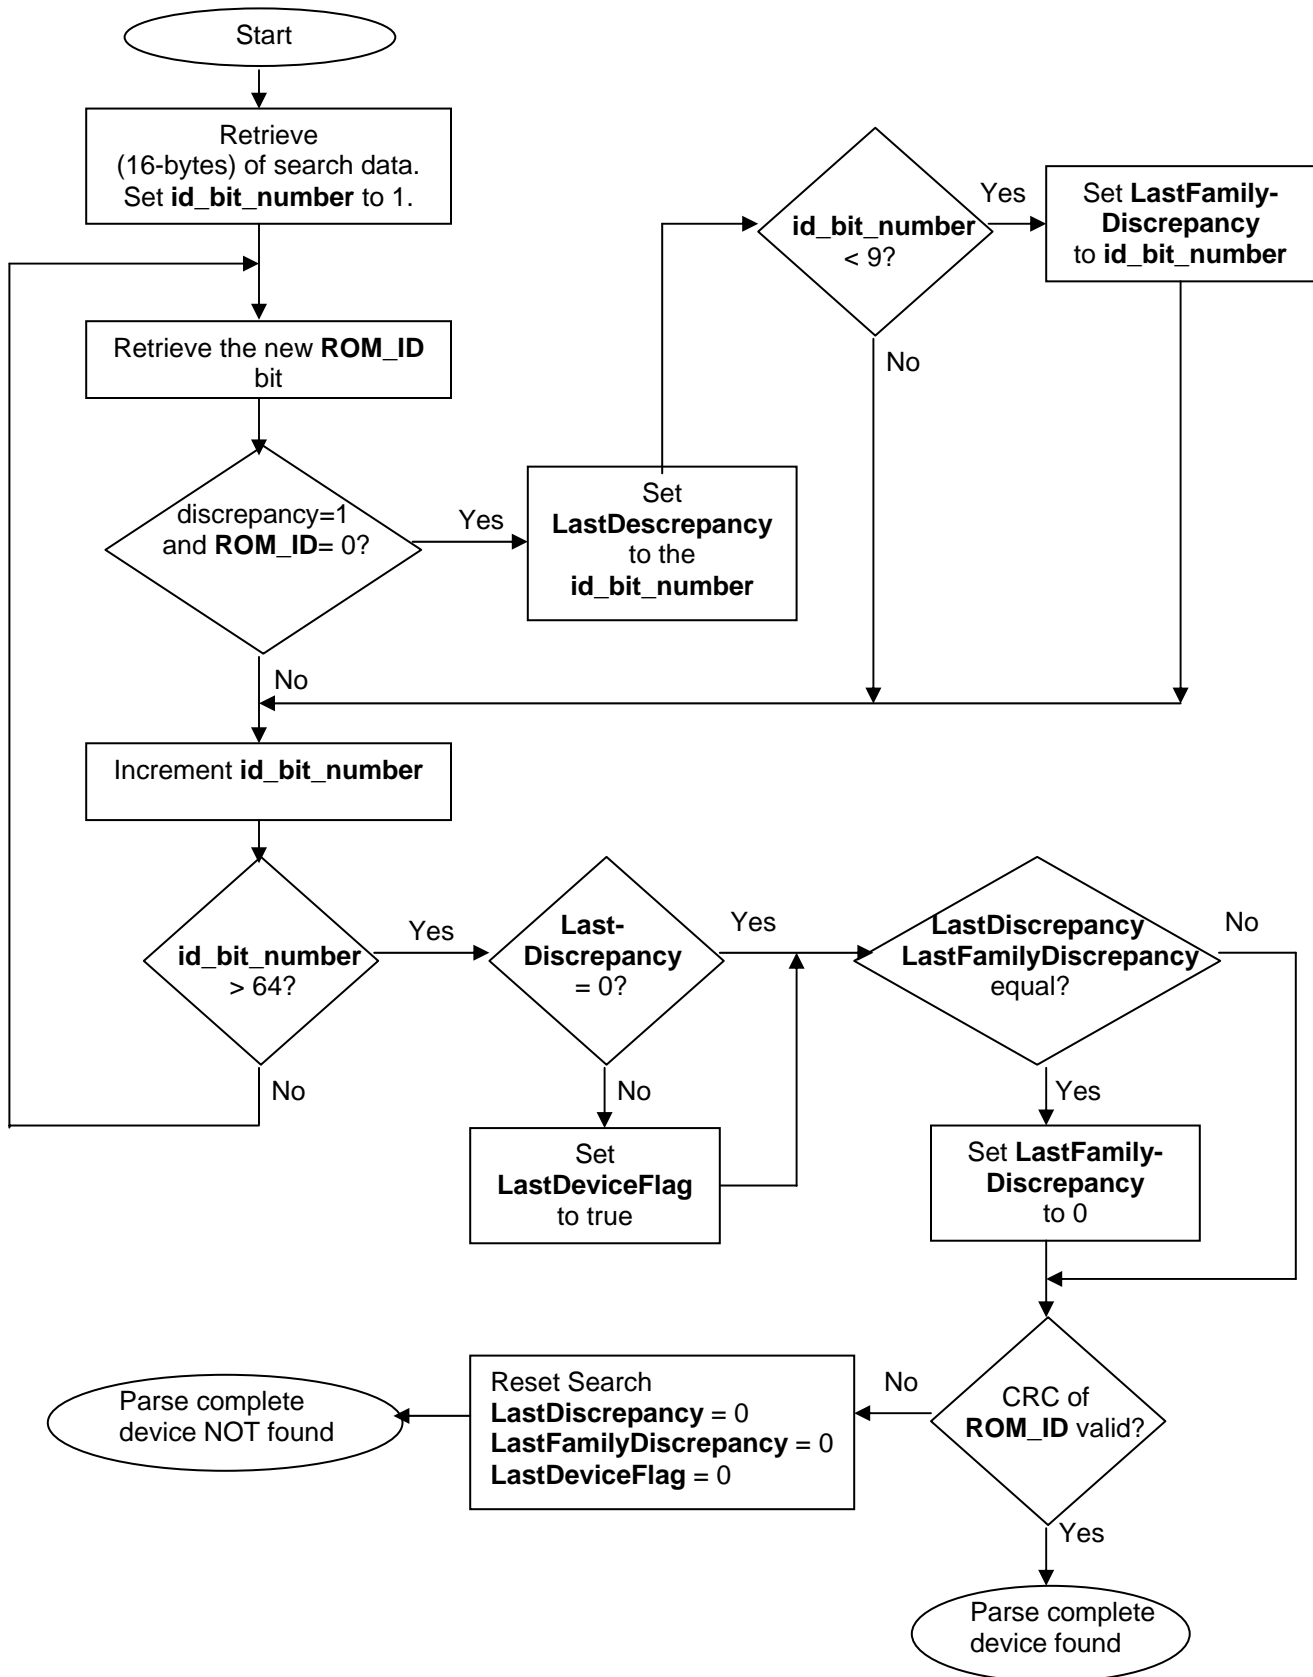 Start
Retrieve
(16-bytes) of search data.
Set id_bit_number to 1.
id_bit_number
< 9?
Yes
Set LastFamily-
Discrepancy
to id_bit_number
No
Retrieve the new ROM_ID
bit
discrepancy=1
and ROM_ID= 0?
Yes
Set
LastDescrepancy
to the
id_bit_number
No
Increment id_bit_number
id_bit_number
> 64?
Yes
Last-
Discrepancy
= 0?
Yes
LastDiscrepancy
LastFamilyDiscrepancy
equal?
No
No
No
Set
LastDeviceFlag
to true
Yes
Set LastFamily-
Discrepancy
to 0
CRC of
ROM_ID valid?
No
Reset Search
LastDiscrepancy = 0
LastFamilyDiscrepancy = 0
LastDeviceFlag = 0
Parse complete
device NOT found
Yes
Parse complete
device found